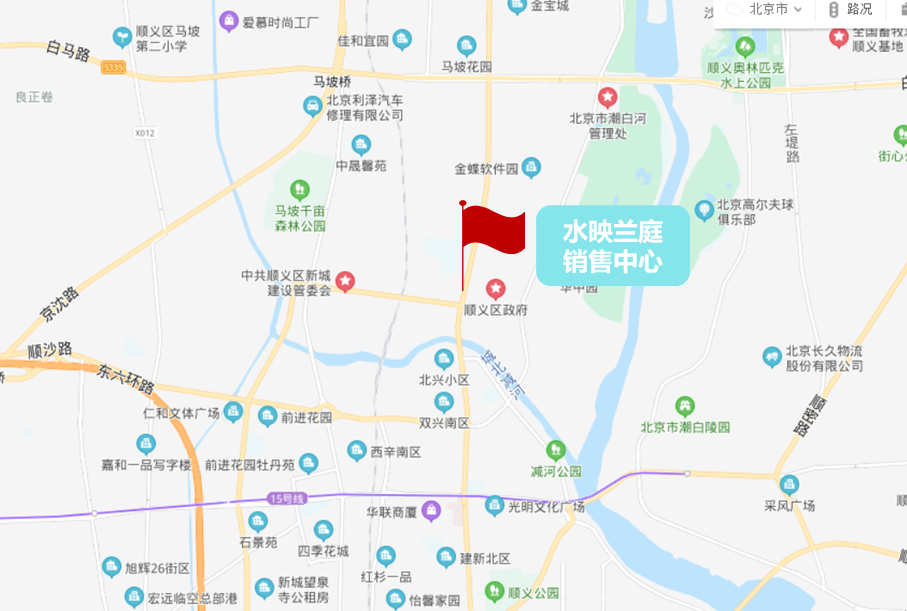 金宝城
沙
北京市
路况
顺义区马坡
第二小学
爱慕时尚工厂
佳和宜园
马坡花园
全国畜牧
顺义基地
白马路
S335
顺义奥林匹克
水上公园
白
良正卷
马坡桥
北京利泽汽车
修理有限公司
X012
北京市潮白河
管理处
左堤路
街心公
中晟馨苑
金蝶软件园
马坡千亩
森林公园
北京高尔夫球
俱乐部
水映兰庭
销售中心
中共顺义区新城
建设管委会
华中园
顺义区政府
京沈路
顺沙路
桥
东六环路
城北减河
北兴小区
北京长久物流
股份有限公司
仁和文体广场
前进花园
双兴南区
北京市潮白陵园
顺密路
嘉和一品写字楼
前进花园牡丹苑
西辛南区
减河公园
15号线
华联商厦
光明文化广场
采风广场
顺
石景苑
四季花城
旭辉26街区
红杉一品
建新北区
宏远临空总部港
新城望泉
寺公租房
怡馨家园
顺义公园